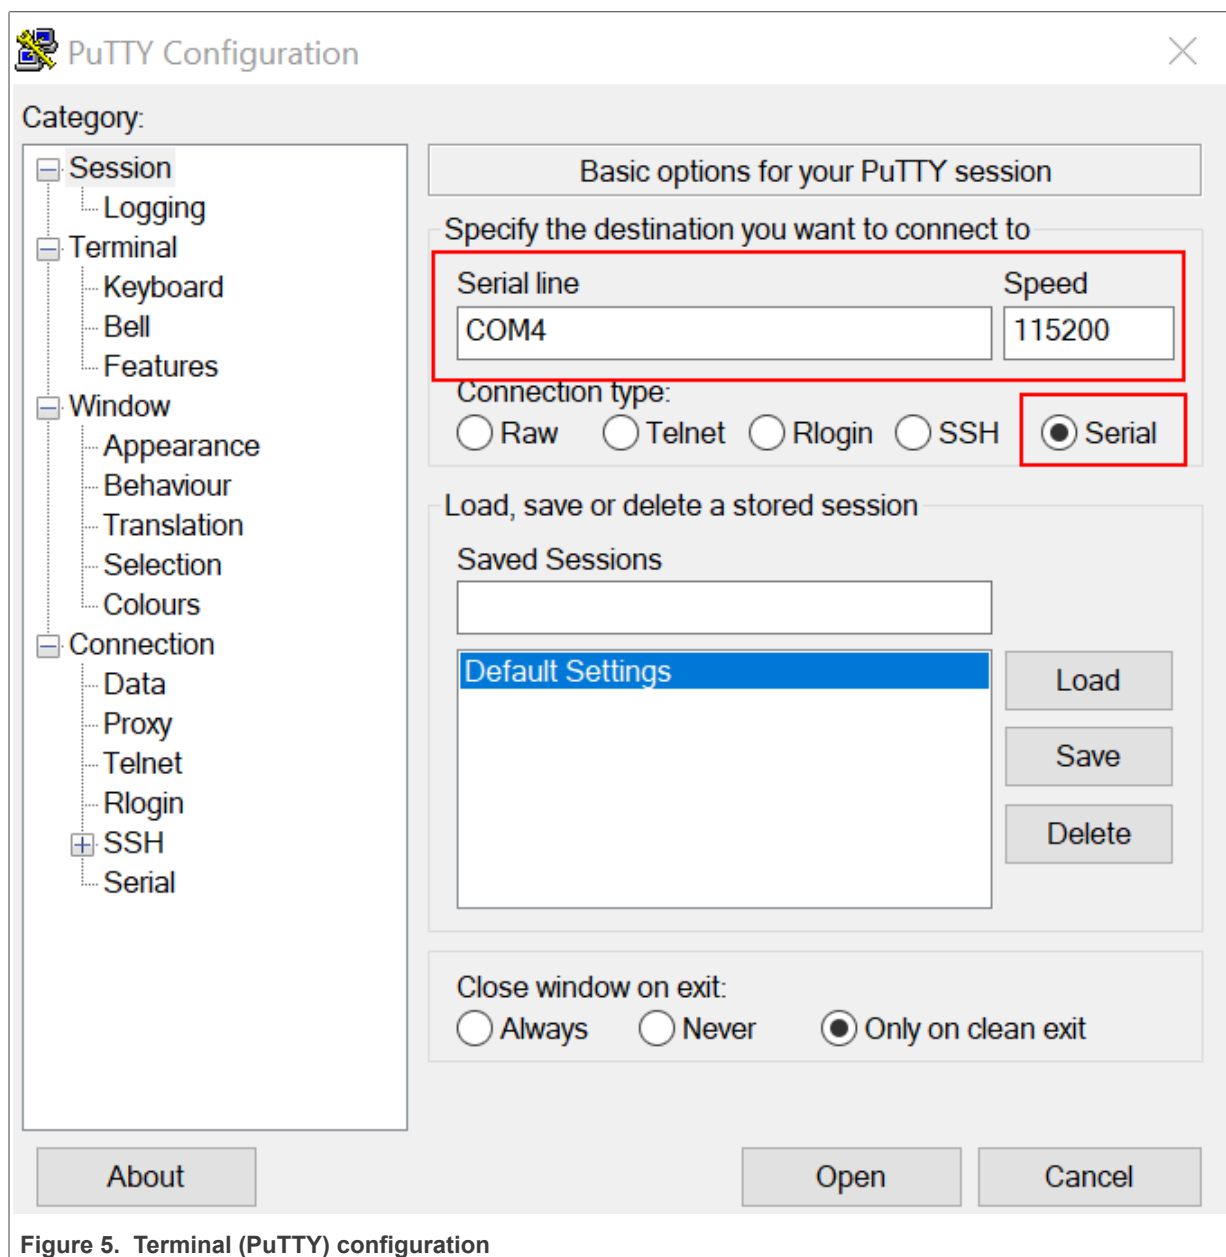 PuTTY Configuration
Category:
Session
Logging
Terminal
Keyboard
Bell
Features
Window
Appearance
Behaviour
Translation
Selection
Colours
Connection
Data
Proxy
Telnet
Rlogin
SSH
Serial
Basic options for your PuTTY session
Specify the destination you want to connect to
Serial line Speed
COM4 115200
Connection type:
Raw Telnet Rlogin SSH Serial
Load, save or delete a stored session
Saved Sessions
Default Settings
Load
Save
Delete
Close window on exit:
Always Never Only on clean exit
About Open Cancel
Figure 5. Terminal (PuTTY) configuration